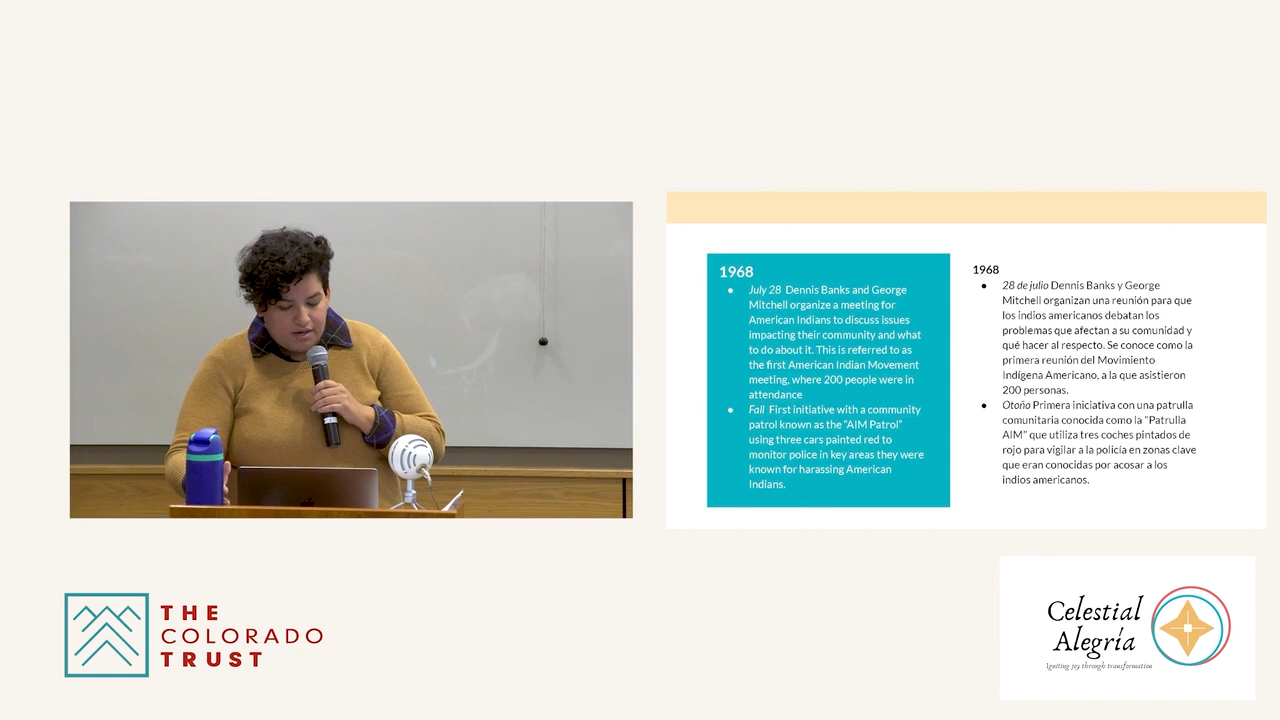 1968
● July 28 Dennis Banks and George
Mitchell organize a meeting for
American Indians to discuss issues
impacting their community and what
to do about it. This is referred to as
the first American Indian Movement
meeting, where 200 people were in
attendance
● Fall First initiative with a community
patrol known as the “AIM Patrol”
using three cars painted red to
monitor police in key areas they were
known for harassing American
Indians.
1968
● 28 de julio Dennis Banks y George
Mitchell organizan una reunión para que
los indios americanos debatan los
problemas que afectan a su comunidad y
qué hacer al respecto. Se conoce como la
primera reunión del Movimiento
Indígena Americano, a la que asistieron
200 personas.
● Otoño Primera iniciativa con una patrulla
comunitaria conocida como la "Patrulla
AIM" que utiliza tres coches pintados de
rojo para vigilar a la policía en zonas clave
que eran conocidas por acosar a los
indios americanos.
THE
COLORADO
TRUST
Celestial
Alegría
Igniting joy through transformation